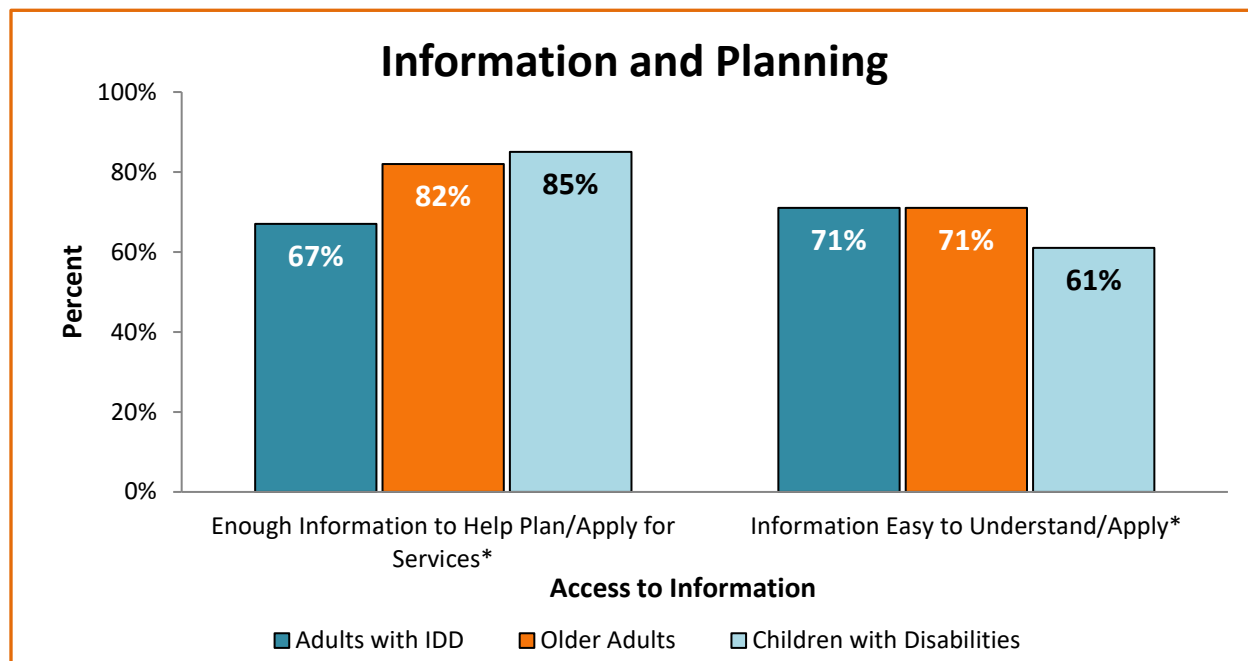 Information and Planning
100%
80%
60%
40%
20%
0%
Percent
67%
82%
85%
71%
71%
61%
Enough Information to Help Plan/Apply for
Services*
Information Easy to Understand/Apply*
Access to Information
Adults with IDD
Older Adults
Children with Disabilities